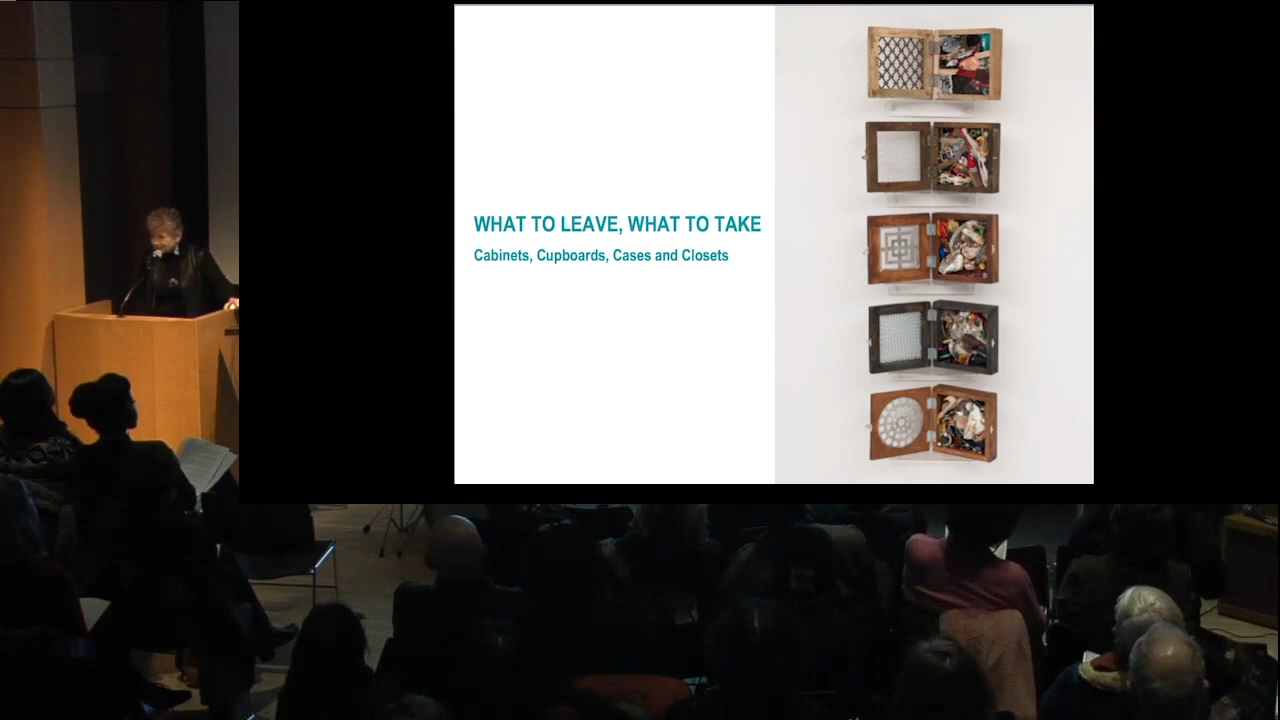 WHAT TO LEAVE, WHAT TO TAKE
Cabinets, Cupboards, Cases and Closets